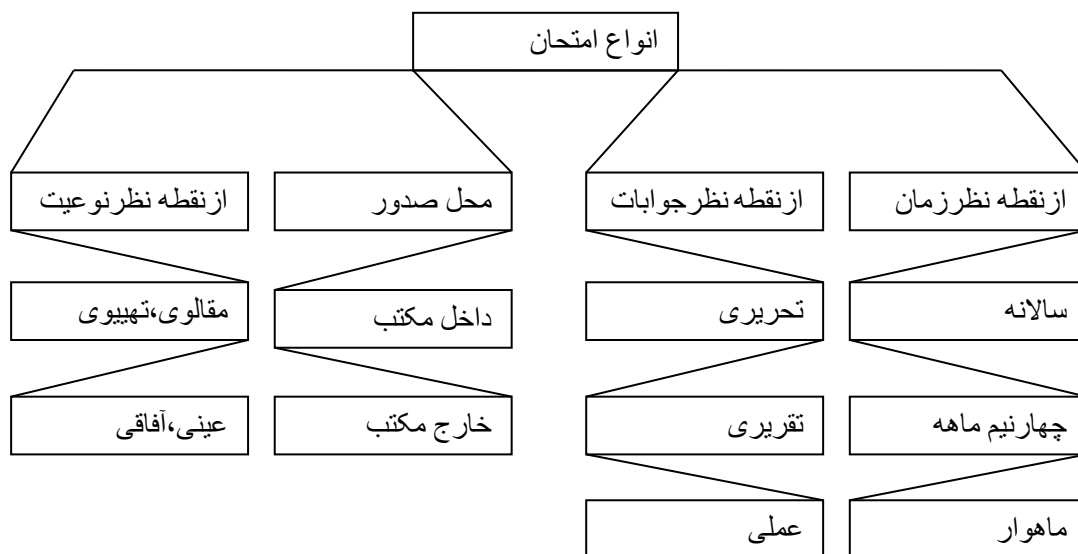 انواع امتحان
ازنقطه نظرزمان
ازنقطه نظرجوابات
محل صدور
ازنقطه نظرنوعیت
سالانه
تحریری
داخل مکتب
مقالوی،تهییوی
چهارنیم ماهه
تقریری
خارج مکتب
عینی،آفاقی
ماهوار
عملی